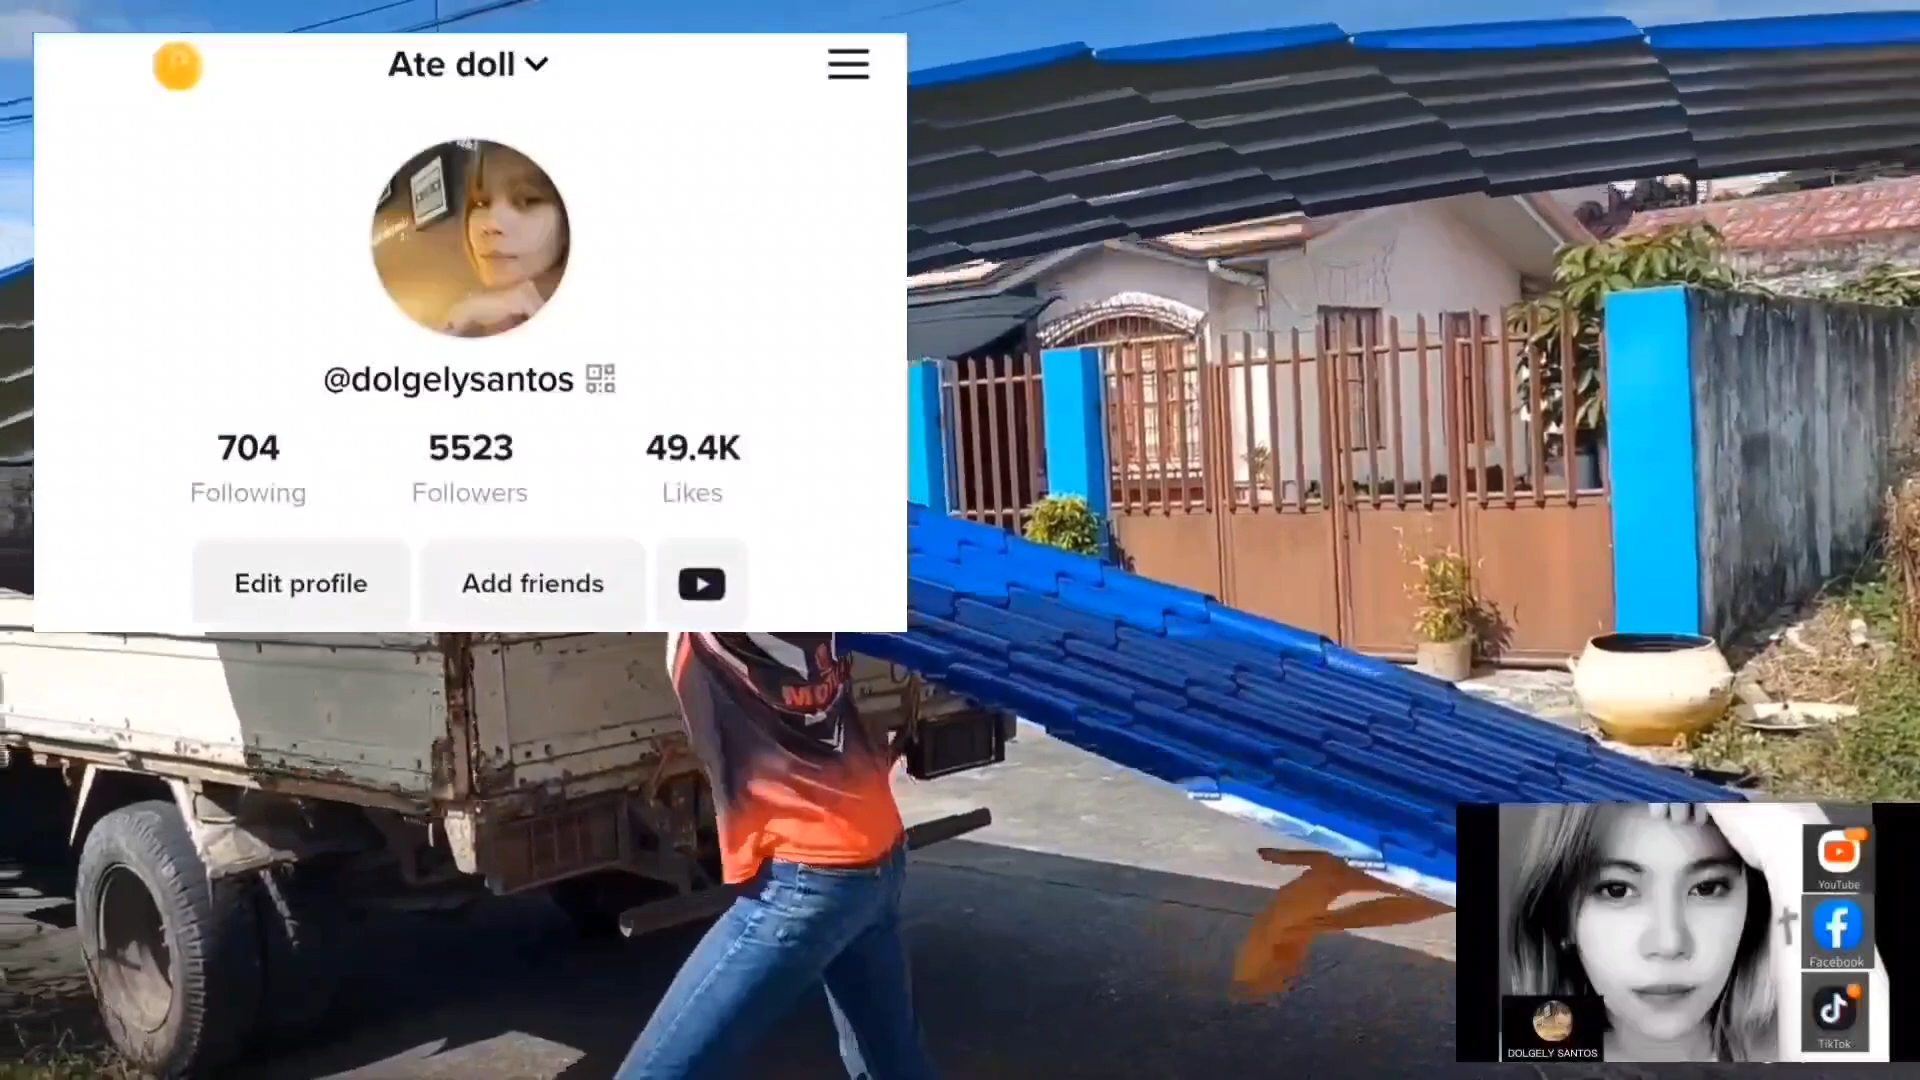 Ate doll
@dolgelysantos
704
5523
49.4K
Following
Followers
Likes
Edit profile
Add friends
YouTube
Facebook
TikTok
DOLGELY SANTOS